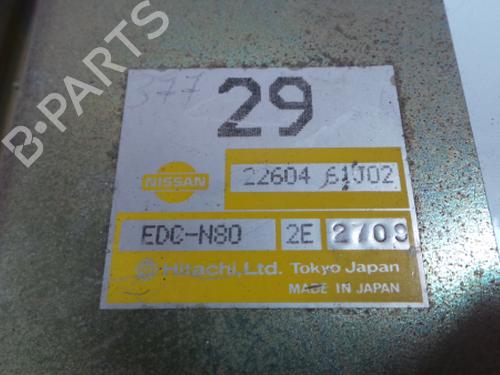 B-PARTS
377
29
NISSAN
22604 61J02
EDC-N80 2E 2709
Hitachi, Ltd. Tokyo Japan
MADE IN JAPAN